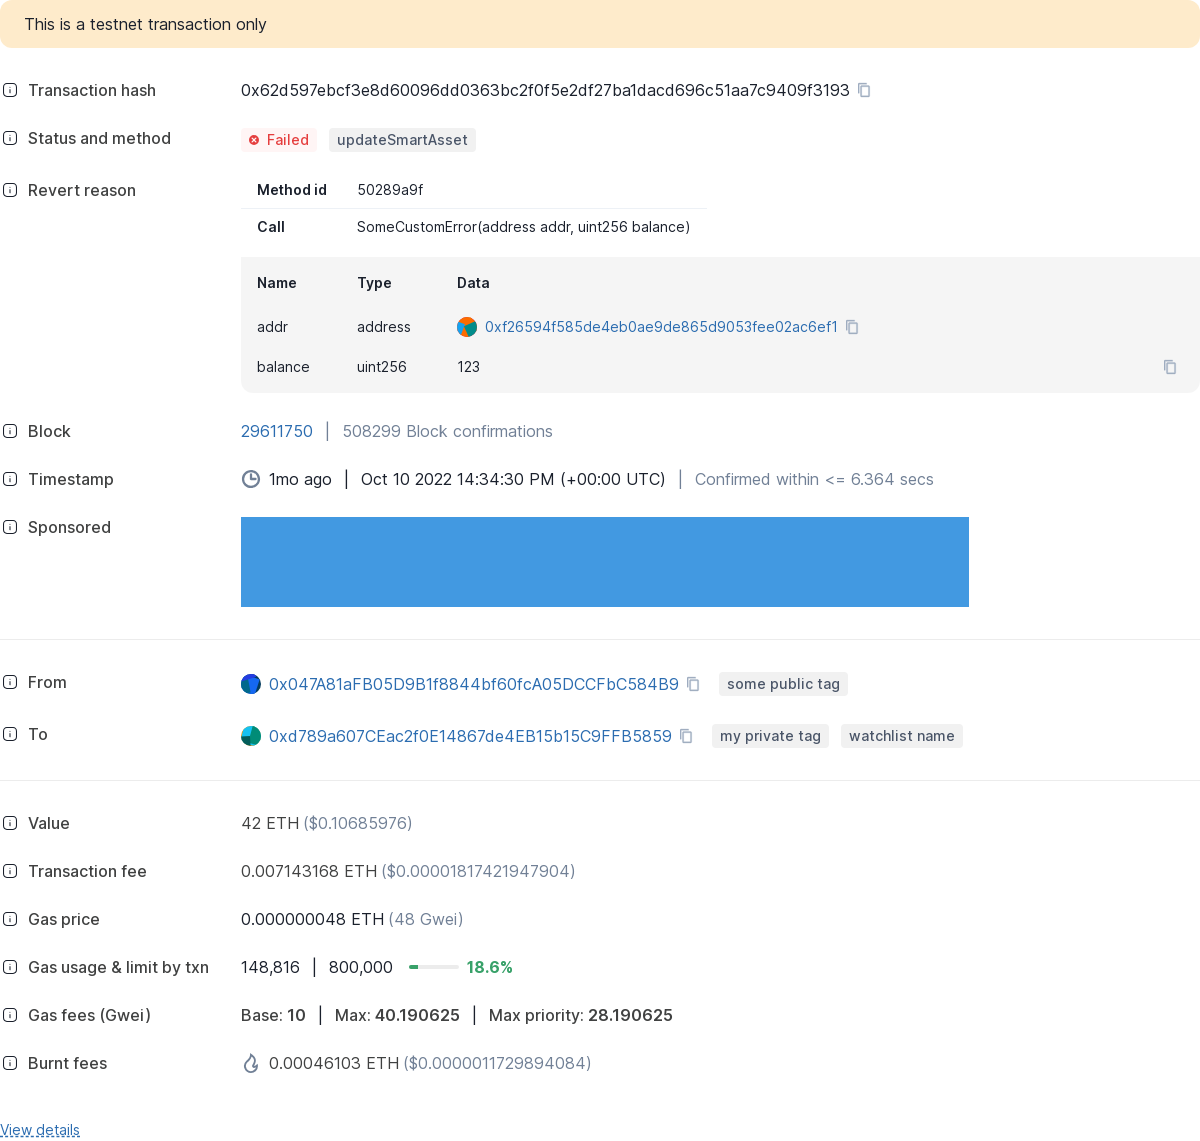 This is a testnet transaction only
Transaction hash 0x62d597ebcf3e8d60096dd0363bc2f0f5e2df27ba1dacd696c51aa7c9409f3193
Status and method Failed updateSmartAsset
Revert reason Method id 50289a9f
Call SomeCustomError(address addr, uint256 balance)
Name Type Data
addr address 0xf26594f585de4eb0ae9de865d9053fee02ac6ef1
balance uint256 123
Block 29611750 | 508299 Block confirmations
Timestamp 1mo ago | Oct 10 2022 14:34:30 PM (+00:00 UTC) | Confirmed within <= 6.364 secs
Sponsored
From 0x047A81aFB05D9B1f8844bf60fcA05DCCFbC584B9 some public tag
To 0xd789a607CEac2f0E14867de4EB15b15C9FFB5859 my private tag watchlist name
Value 42 ETH ($0.10685976)
Transaction fee 0.007143168 ETH ($0.00001817421947904)
Gas price 0.000000048 ETH (48 Gwei)
Gas usage & limit by txn 148,816 | 800,000 18.6%
Gas fees (Gwei) Base: 10 | Max: 40.190625 | Max priority: 28.190625
Burnt fees 0.00046103 ETH ($0.0000011729894084)
View details